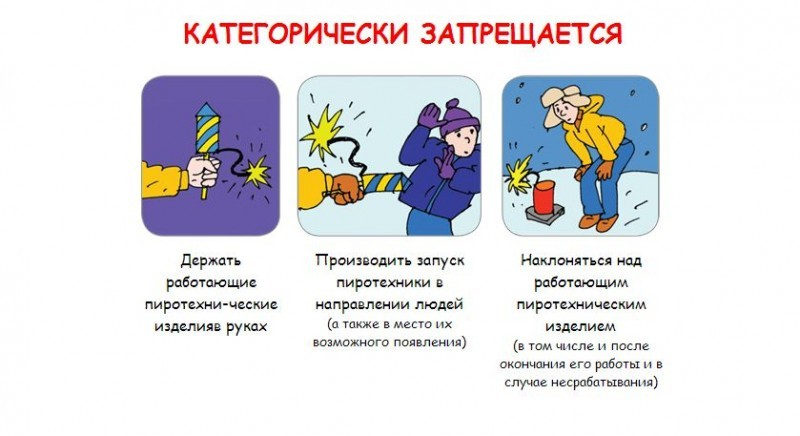 КАТЕГОРИЧЕСКИ ЗАПРЕЩАЕТСЯ
Держать
работающие
пиротехни-ческие
изделияв руках
Производить запуск
пиротехники в
направлении людей
(а также в место их
возможного появления)
Наклоняться над
работающим
пиротехническим
изделием
(в том числе и после
окончания его работы и в
случае несрабатывания)